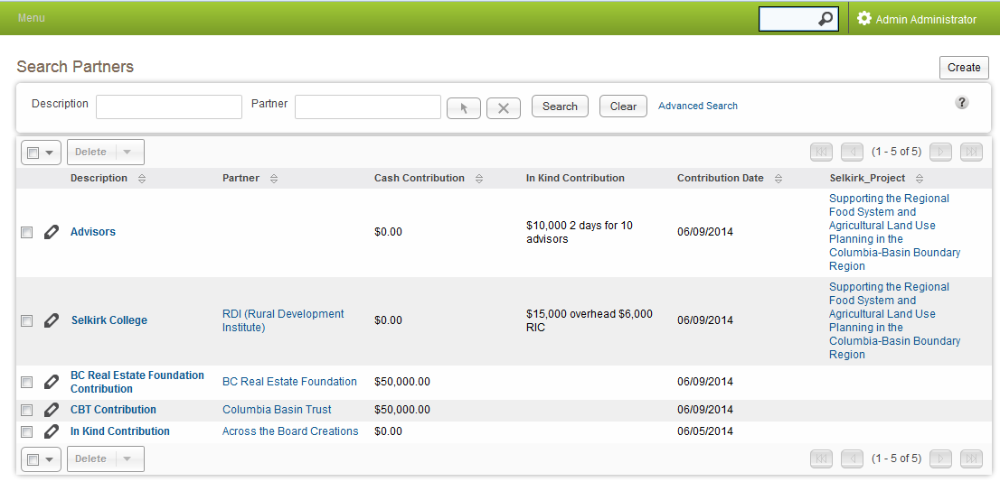 Menu
Admin Administrator
Search Partners
Create
Description
Partner
Search
Clear
Advanced Search
?
Delete
(1 - 5 of 5)
Description
Partner
Cash Contribution
In Kind Contribution
Contribution Date
Selkirk_Project
Advisors
$0.00
$10,000 2 days for 10
advisors
06/09/2014
Supporting the Regional
Food System and
Agricultural Land Use
Planning in the
Columbia-Basin Boundary
Region
Selkirk College
RDI (Rural Development
Institute)
$0.00
$15,000 overhead $6,000
RIC
06/09/2014
Supporting the Regional
Food System and
Agricultural Land Use
Planning in the
Columbia-Basin Boundary
Region
BC Real Estate Foundation
Contribution
BC Real Estate Foundation
$50,000.00
06/09/2014
CBT Contribution
Columbia Basin Trust
$50,000.00
06/09/2014
In Kind Contribution
Across the Board Creations
$0.00
06/05/2014
Delete
(1 - 5 of 5)